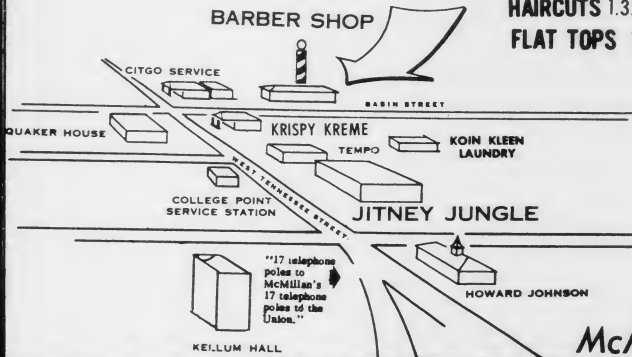 BARBER SHOP
HAIRCUTS 1.3
FLAT TOPS
CITGO SERVICE
BABIN STREET
QUAKER HOUSE
KRISPY KREME
TEMPO
KOIN KLEEN
LAUNDRY
WEST TENNESSEE STREET
COLLEGE POINT
SERVICE STATION
JITNEY JUNGLE
"17 telephone
poles to
McMillan's
17 telephone
poles to the
Union."
HOWARD JOHNSON
KELLUM HALL